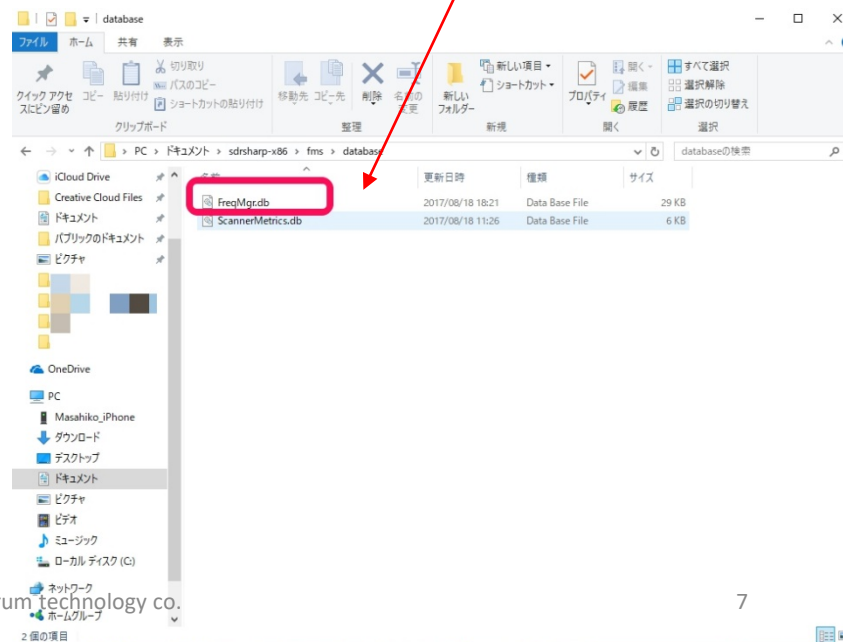 database
ファイル ホーム 共有 表示
クイック アクセスにピン留め コピー 貼り付け 切り取り パスのコピー ショートカットの貼り付け
移動先 コピー先 削除 名前の変更 新しいフォルダー 新しい項目 ショートカット
プロパティ 開く 編集 履歴 すべて選択 選択解除 選択の切り替え
クリップボード 整理 新規 開く 選択
PC › ドキュメント › sdrsharp-x86 › fms › database databaseの検索
更新日時 種類 サイズ
FreqMgr.db 2017/08/18 18:21 Data Base File 29 KB
ScannerMetrics.db 2017/08/18 11:26 Data Base File 6 KB
iCloud Drive
Creative Cloud Files
ドキュメント
パブリックのドキュメント
ピクチャ
OneDrive
PC
Masahiko_iPhone
ダウンロード
デスクトップ
ドキュメント
ピクチャ
ビデオ
ミュージック
ローカル ディスク (C:)
ネットワーク
ホームグループ
technology co. 7
2 個の項目